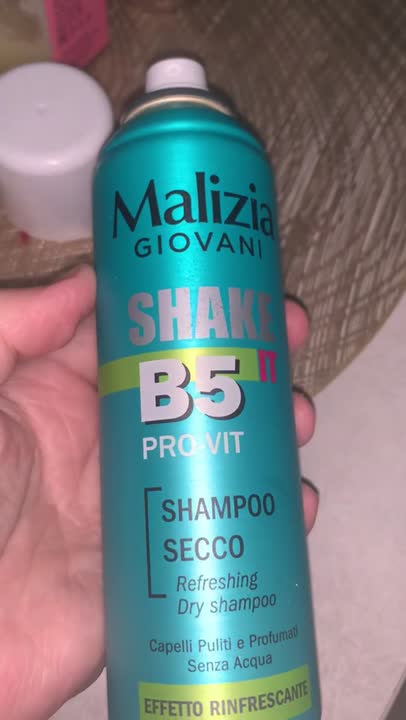 Malizia
GIOVANI
SHAKE
IT
B5
PRO-VIT
SHAMPOO
SECCO
Refreshing
Dry shampoo
Capelli Puliti e Profumati
Senza Acqua
EFFETTO RINFRESCANTE